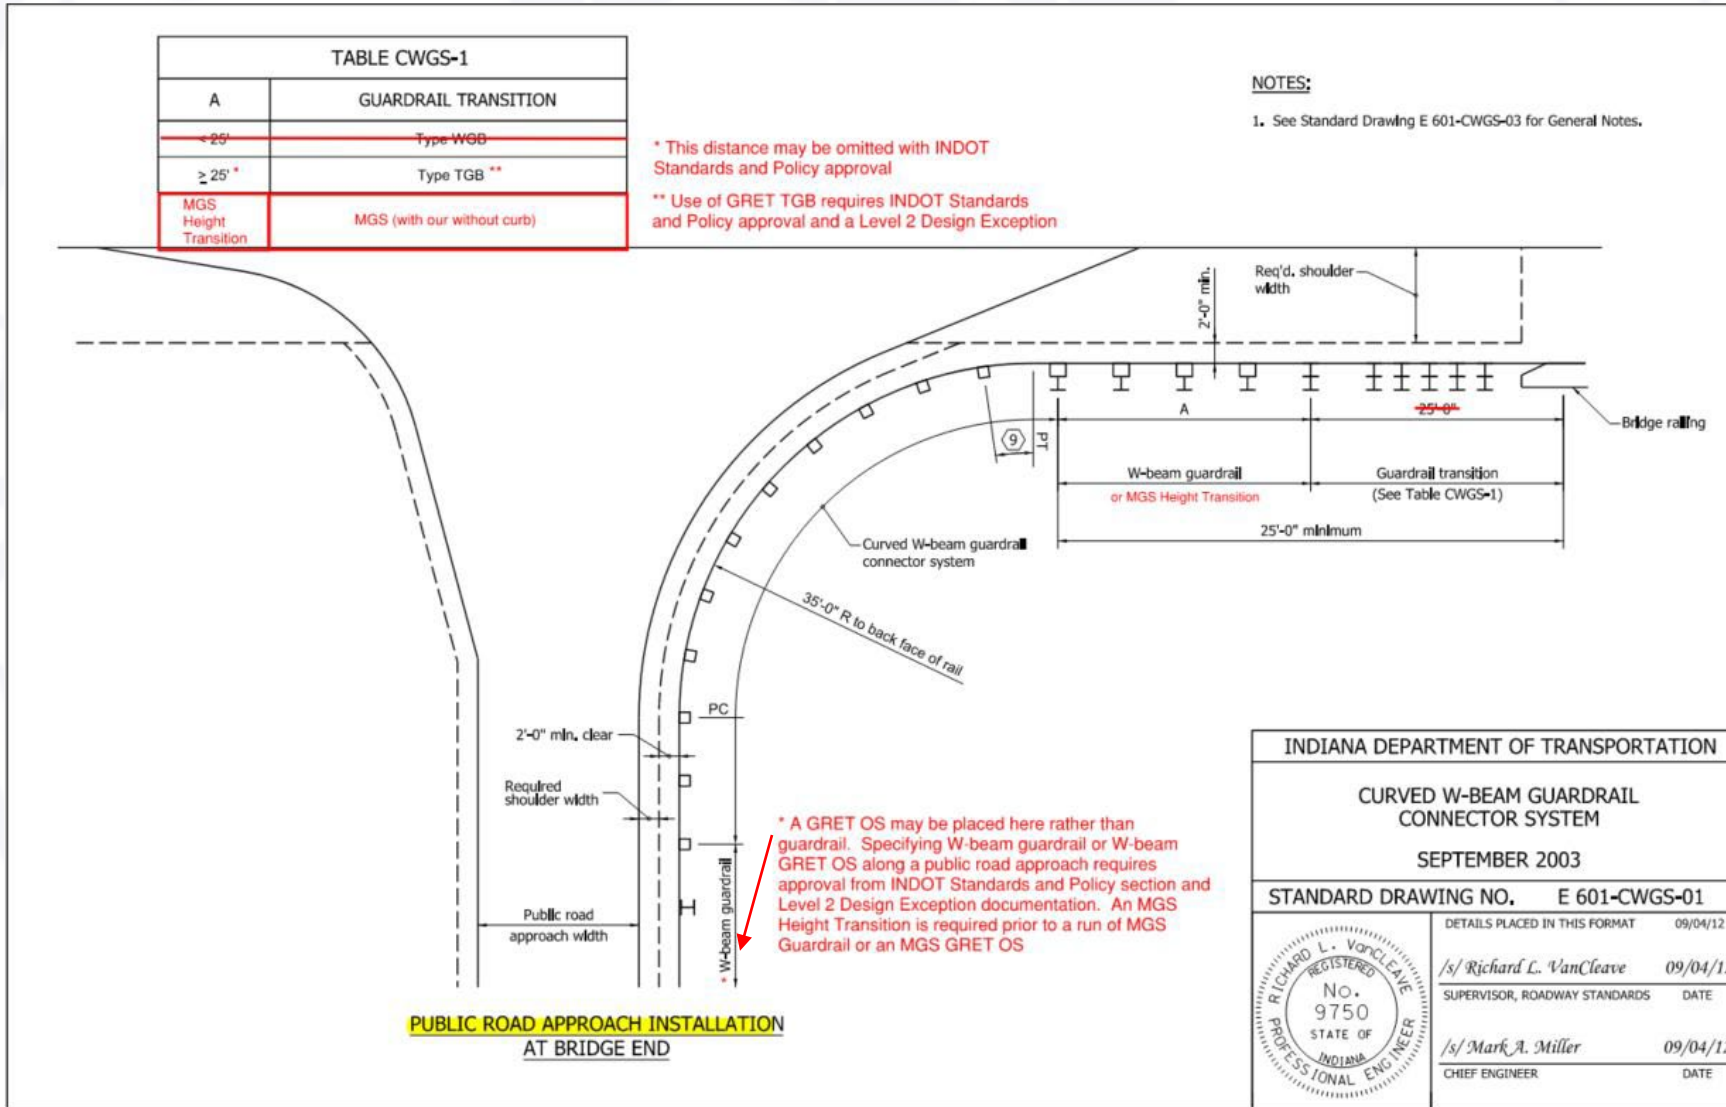 TABLE CWGS-1
A GUARDRAIL TRANSITION
< 25' Type WGB
≥ 25' * Type TGB **
MGS
Height
Transition
MGS (with our without curb)
* This distance may be omitted with INDOT
Standards and Policy approval
** Use of GRET TGB requires INDOT Standards
and Policy approval and a Level 2 Design Exception
NOTES:
1. See Standard Drawing E 601-CWGS-03 for General Notes.
Req'd. shoulder
width
2'-0" min.
A
25'-0"
Bridge railing
9
PT
W-beam guardrail
or MGS Height Transition
Guardrail transition
(See Table CWGS-1)
25'-0" minimum
Curved W-beam guardrail
connector system
35'-0" R to back face of rail
PC
2'-0" min. clear
Required
shoulder width
Public road
approach width
* W-beam guardrail
* A GRET OS may be placed here rather than
guardrail. Specifying W-beam guardrail or W-beam
GRET OS along a public road approach requires
approval from INDOT Standards and Policy section and
Level 2 Design Exception documentation. An MGS
Height Transition is required prior to a run of MGS
Guardrail or an MGS GRET OS
PUBLIC ROAD APPROACH INSTALLATION
AT BRIDGE END
INDIANA DEPARTMENT OF TRANSPORTATION
CURVED W-BEAM GUARDRAIL
CONNECTOR SYSTEM
SEPTEMBER 2003
STANDARD DRAWING NO. E 601-CWGS-01
DETAILS PLACED IN THIS FORMAT 09/04/12
/s/ Richard L. VanCleave 09/04/1
SUPERVISOR, ROADWAY STANDARDS DATE
/s/ Mark A. Miller 09/04/1
CHIEF ENGINEER DATE
RICHARD L. VanCLEAVE
REGISTERED
No.
9750
STATE OF
INDIANA
PROFESSIONAL ENGINEER